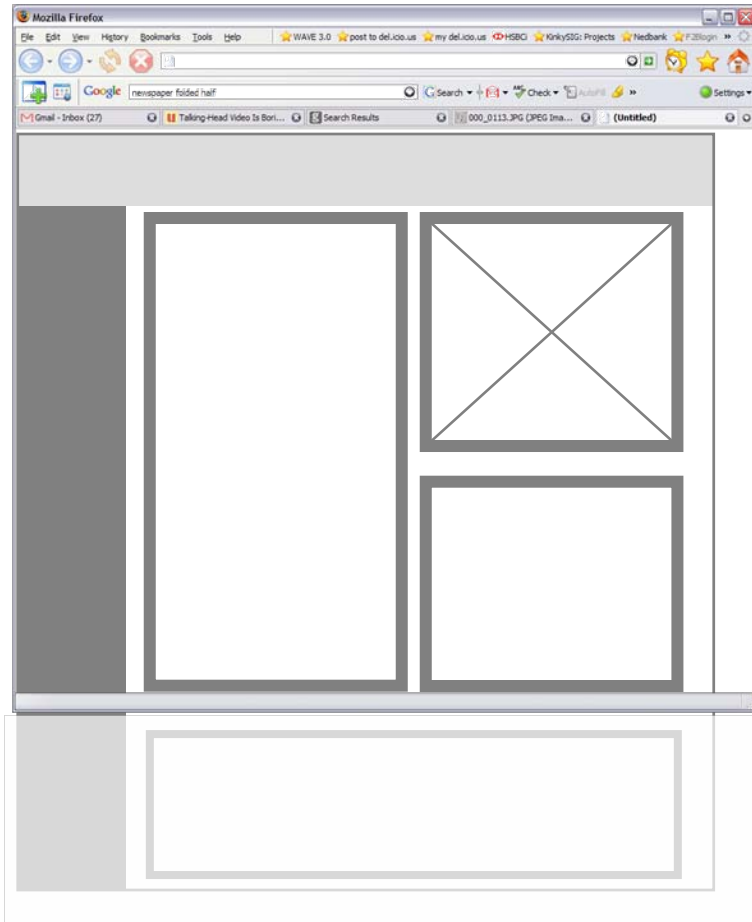 Mozilla Firefox
File Edit View History Bookmarks Tools Help WAVE 3.0 post to del.icio.us my del.icio.us HSBC KinkySIG: Projects Nedbank F2Blogin »
Google newspaper folded half Search Check AutoFill » Settings
Gmail - Inbox (27) Talking-Head Video Is Bori... Search Results 000_0113.JPG (JPEG Ima... (Untitled)